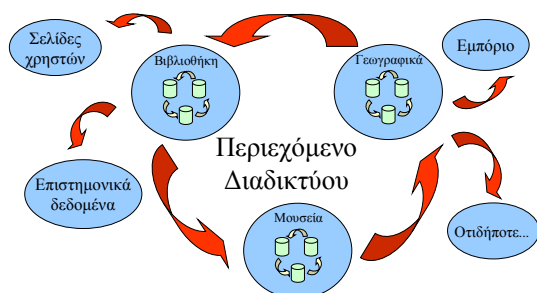 Σελίδες
χρηστών
Βιβλιοθήκη
Γεωγραφικά
Εμπόριο
Περιεχόμενο
Διαδικτύου
Επιστημονικά
δεδομένα
Μουσεία
Οτιδήποτε...